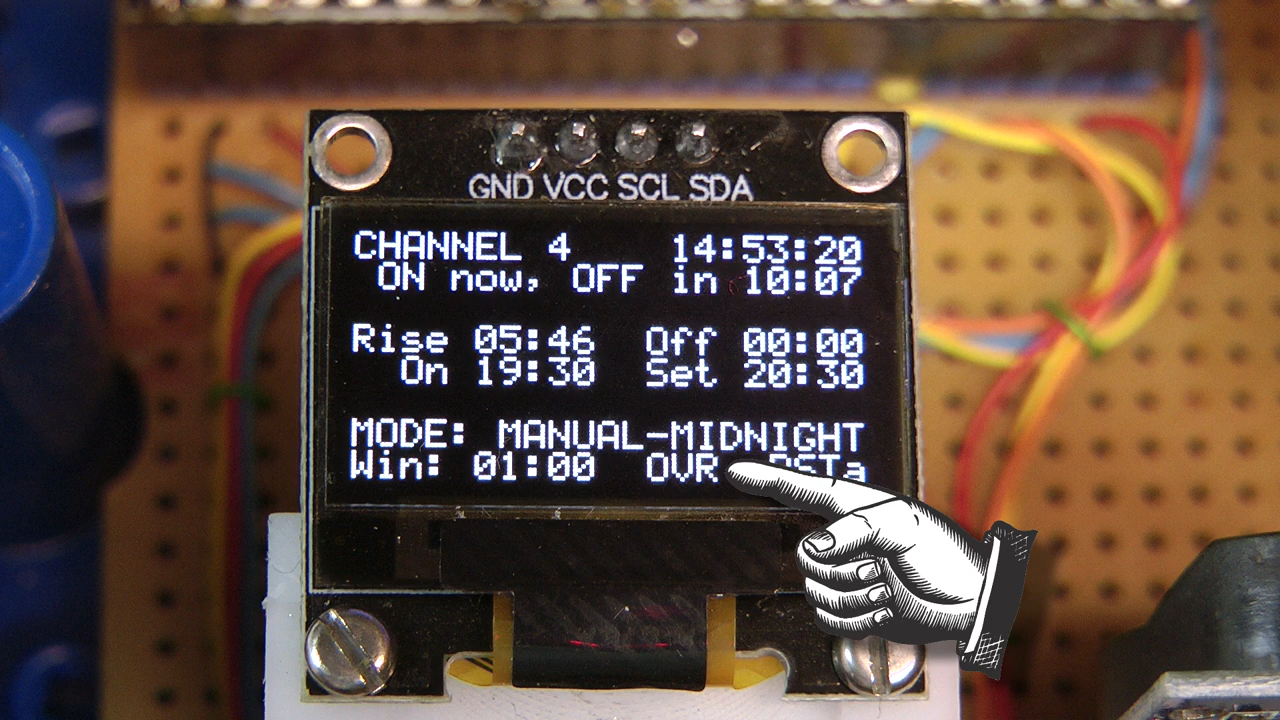 GND VCC SCL SDA
CHANNEL 4 14:53:20
ON now, OFF in 10:07
Rise 05:46 Off 00:00
On 19:30 Set 20:30
MODE: MANUAL-MIDNIGHT
Win: 01:00 OVR